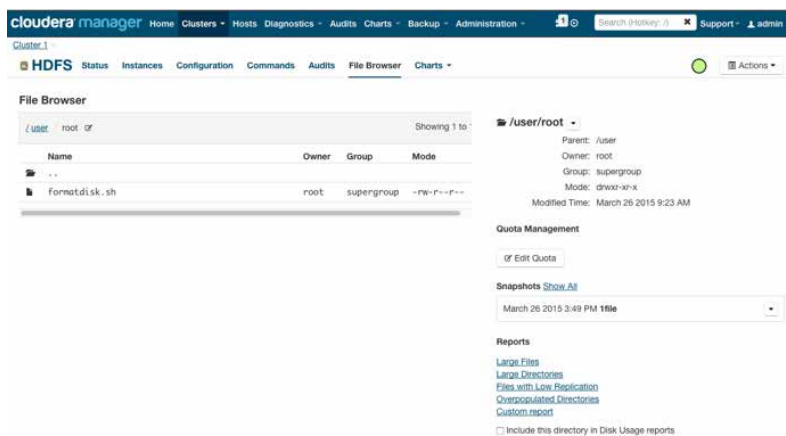 cloudera manager Home Clusters Hosts Diagnostics Audits Charts Backup Administration 1 Search (Hotkey: /) Support admin
Cluster 1
HDFS Status Instances Configuration Commands Audits File Browser Charts Actions
File Browser
/ user root Showing 1 to
Name Owner Group Mode
..
formatdisk.sh root supergroup -rw-r--r--
/user/root
Parent: /user
Owner: root
Group: supergroup
Mode: drwxr-xr-x
Modified Time: March 26 2015 9:23 AM
Quota Management
Edit Quota
Snapshots Show All
March 26 2015 3:49 PM 1file
Reports
Large Files
Large Directories
Files with Low Replication
Overpopulated Directories
Custom report
Include this directory in Disk Usage reports